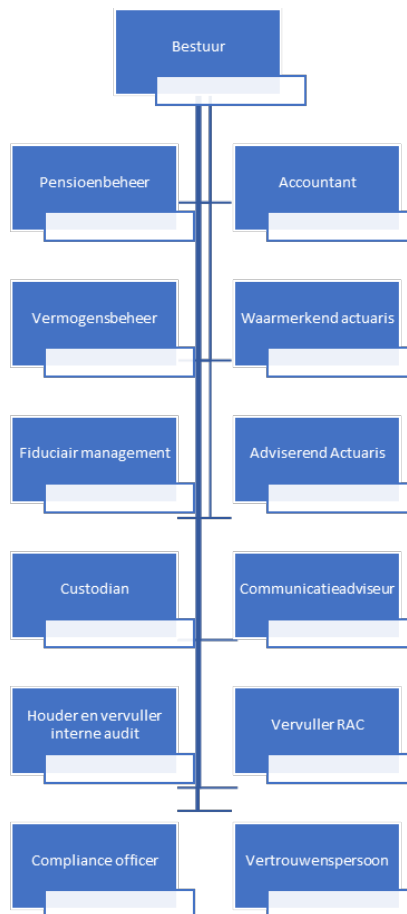 Bestuur
Pensioenbeheer
Accountant
Vermogensbeheer
Waarmerkend actuaris
Fiduciair management
Adviserend Actuaris
Custodian
Communicatieadviseur
Houder en vervuller
interne audit
Vervuller RAC
Compliance officer
Vertrouwenspersoon